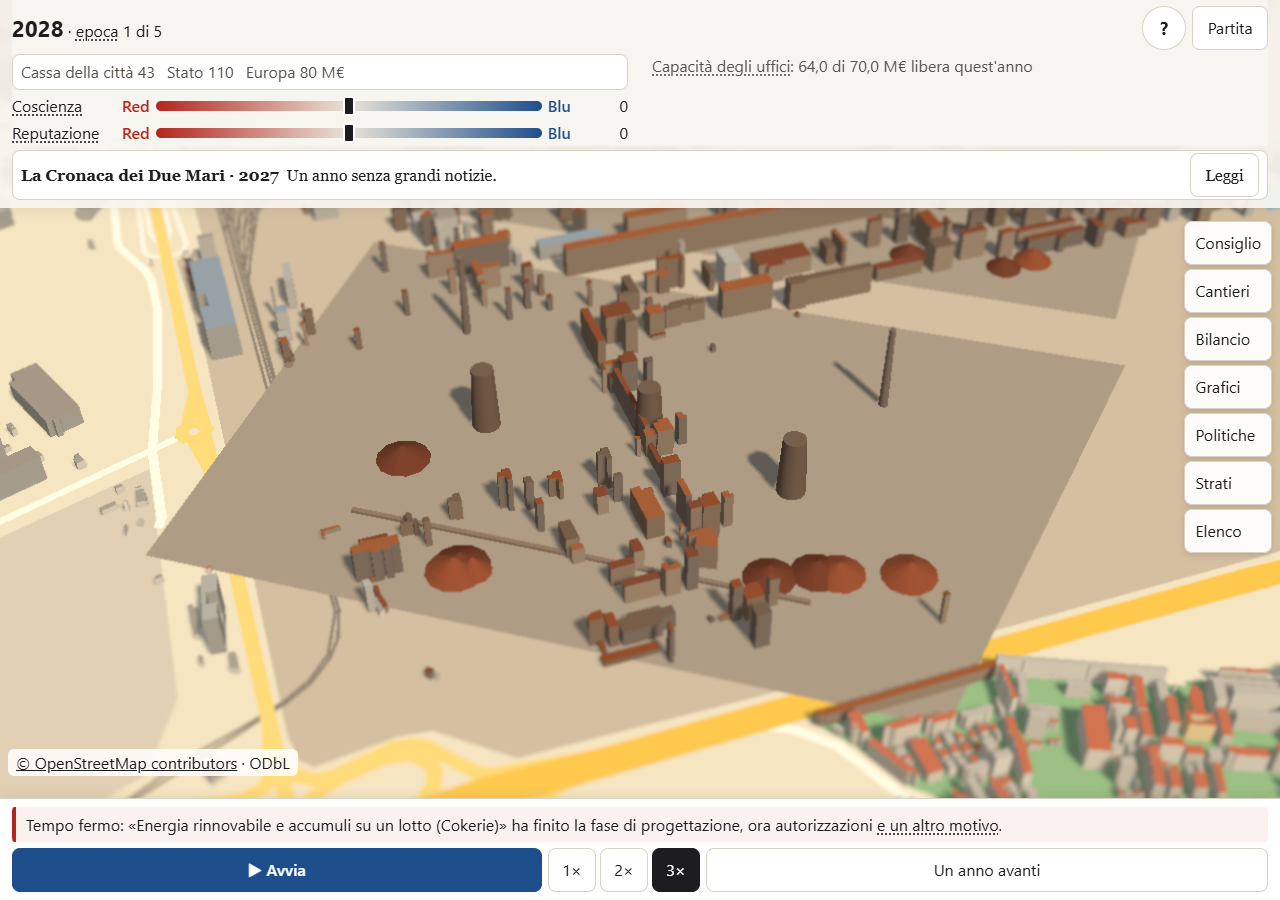 2028 · epoca 1 di 5
?
Partita
Cassa della città 43 Stato 110 Europa 80 M€
Capacità degli uffici: 64,0 di 70,0 M€ libera quest'anno
Coscienza Red Blu 0
Reputazione Red Blu 0
La Cronaca dei Due Mari · 2027 Un anno senza grandi notizie.
Leggi
Consiglio
Cantieri
Bilancio
Grafici
Politiche
Strati
Elenco
© OpenStreetMap contributors · ODbL
Tempo fermo: «Energia rinnovabile e accumuli su un lotto (Cokerie)» ha finito la fase di progettazione, ora autorizzazioni e un altro motivo.
▶ Avvia
1×
2×
3×
Un anno avanti